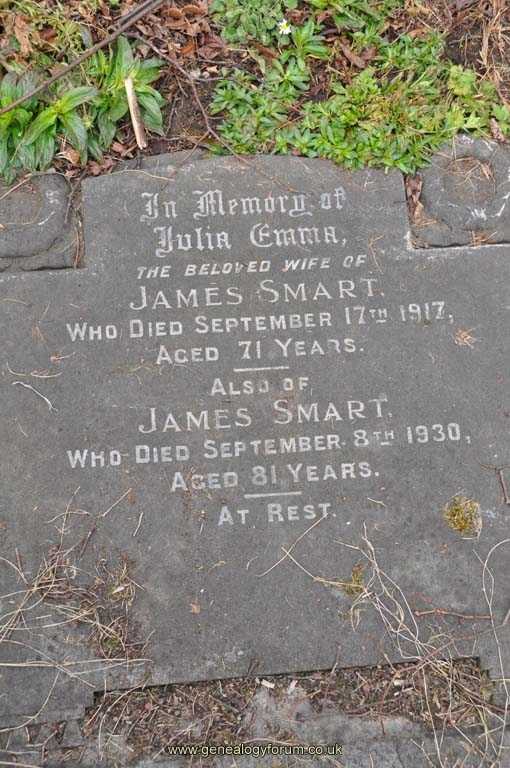 In Memory of
Julia Emma,
THE BELOVED WIFE OF
JAMES SMART,
WHO DIED SEPTEMBER 17TH 1917,
AGED 71 YEARS.
ALSO OF
JAMES SMART,
WHO DIED SEPTEMBER 8TH 1930,
AGED 81 YEARS.
AT REST.
www.genealogyforum.co.uk